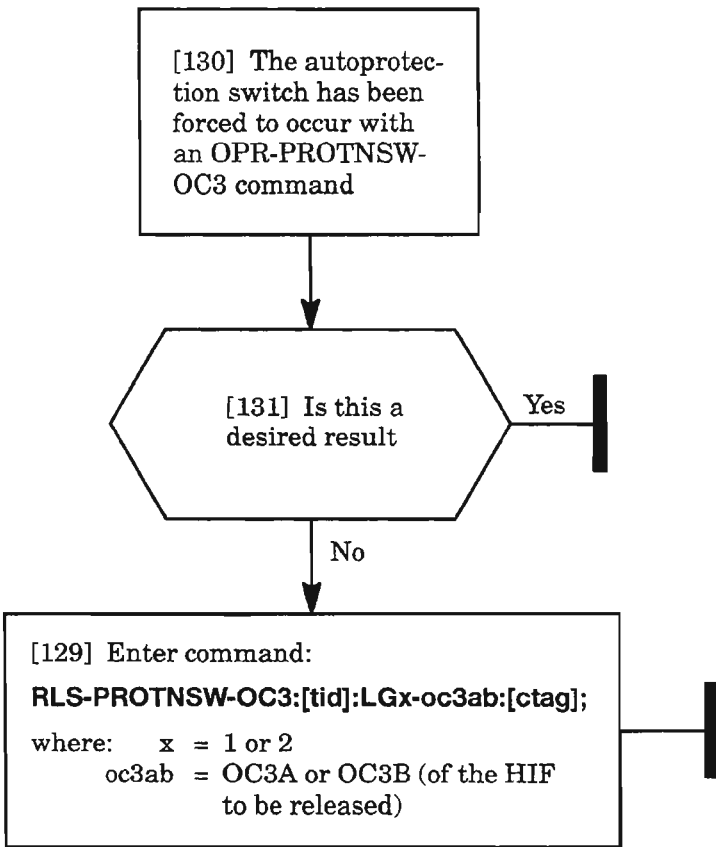 [130] The autoprotec-
tion switch has been
forced to occur with
an OPR-PROTNSW-
OC3 command
[131] Is this a
desired result
Yes
No
[129] Enter command:
RLS-PROTNSW-OC3:[tid]:LGx-oc3ab:[ctag];
where: x = 1 or 2
oc3ab = OC3A or OC3B (of the HIF
to be released)